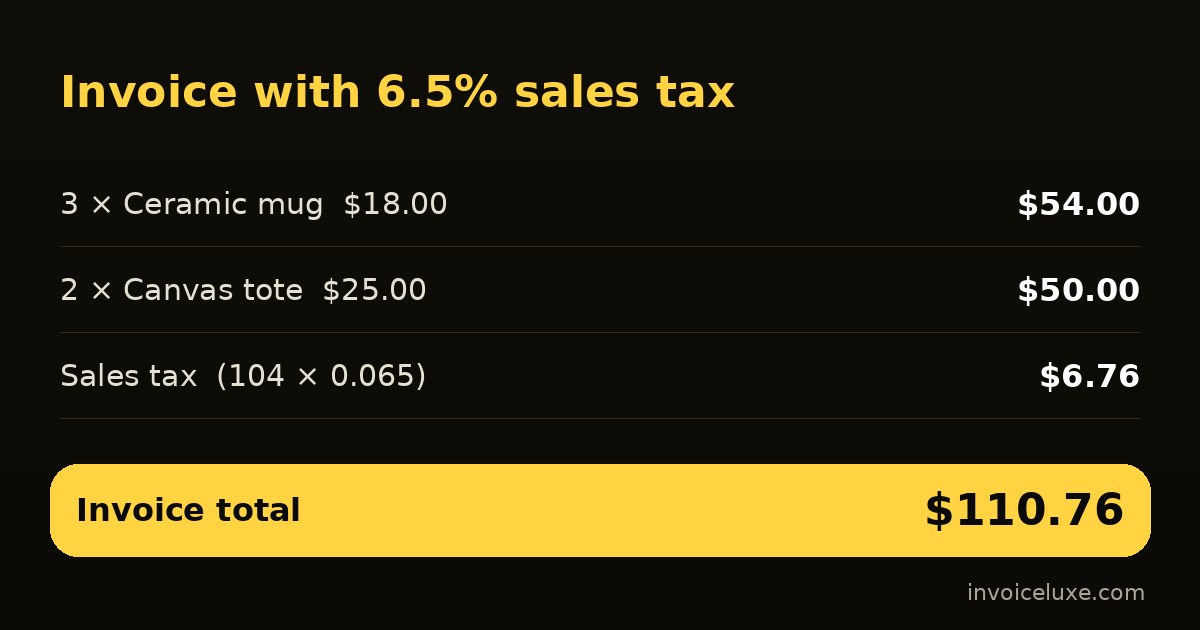 Invoice with 6.5% sales tax
3 × Ceramic mug $18.00 $54.00
2 × Canvas tote $25.00 $50.00
Sales tax (104 × 0.065) $6.76
Invoice total $110.76
invoiceluxe.com